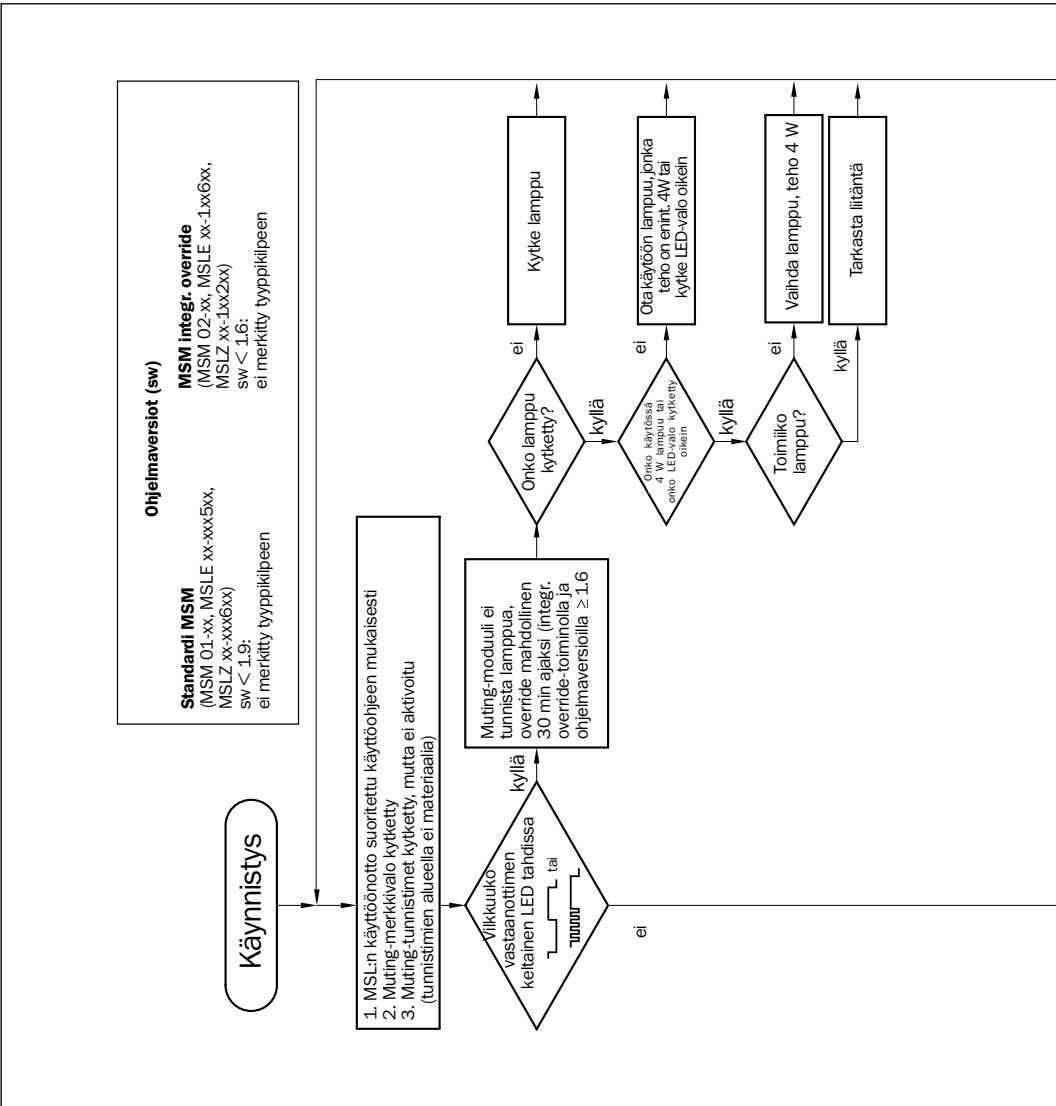 Käynnistys
Ohjelmaversiot (sw)
Standardi MSM
(MSM 01-xx, MSLE xx-xxx5xx,
MSLZ xx-xxx6xx)
sw < 1.9:
ei merkitty tyyppikilpeen
MSM integr. override
(MSM 02-xx, MSLE xx-1xx6xx,
MSLZ xx-1xx2xx)
sw < 1.6:
ei merkitty tyyppikilpeen
1. MSL:n käyttöönotto suoritettu käyttöohjeen mukaisesti
2. Muting-merkkivalo kytketty
3. Muting-tunnistimet kytketty, mutta ei aktivoitu
(tunnistimien alueella ei materiaalia)
Vilkkuuko
vastaanottimen
keltainen LED tahdissa
tai
kyllä
ei
Muting-moduuli ei
tunnista lamppua,
override mahdollinen
30 min ajaksi (integr.
override-toiminolla ja
ohjelmaversioilla ≥ 1.6
Onko lamppu
kytketty?
ei
kyllä
Kytke lamppu
Onko käytössä
4 W lampuu tai
onko LED-valo kytketty
oikein
ei
kyllä
Ota käytöön lampuu, jonka
teho on enint. 4W tai
kytke LED-valo oikein
Toimiiko
lamppu?
ei
kyllä
Vaihda lamppu, teho 4 W
Tarkasta liitäntä